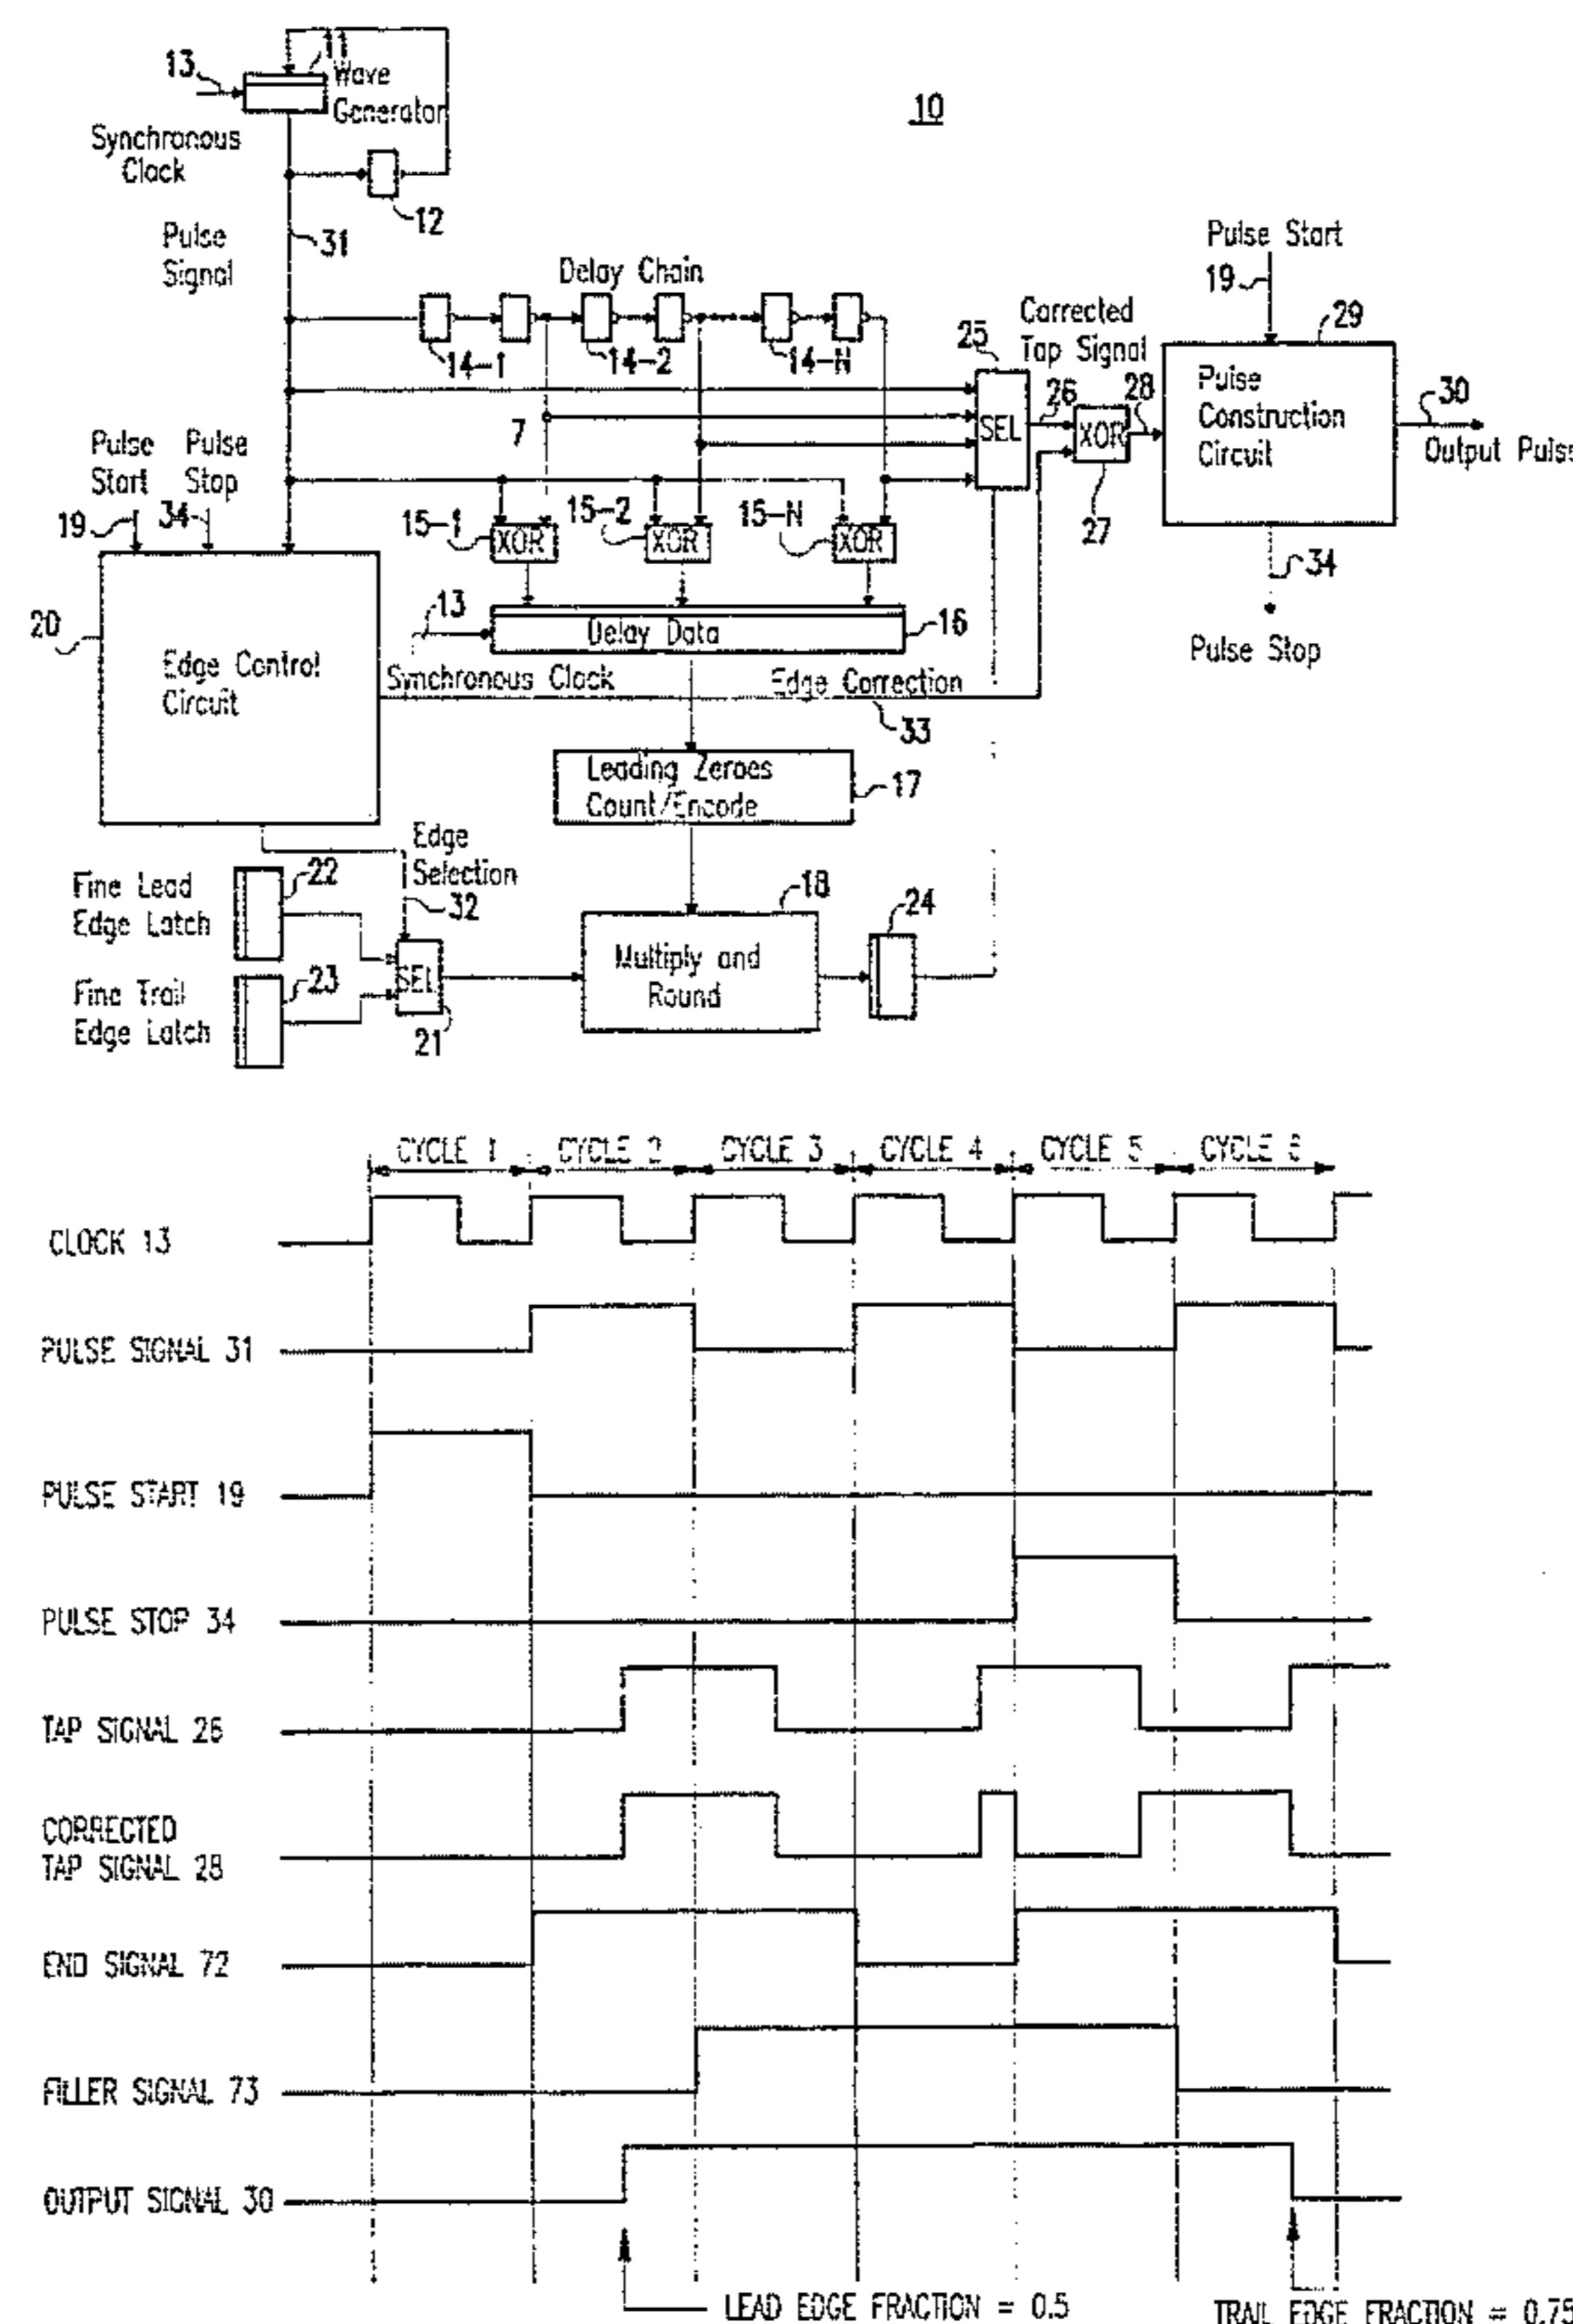 10
13
11
Wave
Generator
Synchronous
Clock
12
Pulse
Signal
31
Delay Chain
14-1
14-2
14-N
7
25
SEL
Corrected
Tap Signal
26
XOR
27
28
Pulse Start
19
29
Pulse
Construction
Circuit
30
Output Pulse
34
Pulse Stop
Pulse
Start
Pulse
Stop
19
34
15-1
XOR
15-2
XOR
15-N
XOR
20
Edge Control
Circuit
13
Delay Data
16
Synchronous Clock
Edge Correction
33
Leading Zeroes
Count/Encode
17
Edge
Selection
32
Fine Lead
Edge Latch
22
Fine Trail
Edge Latch
23
SEL
21
18
Multiply and
Round
24
CYCLE 1
CYCLE 2
CYCLE 3
CYCLE 4
CYCLE 5
CYCLE 6
CLOCK 13
PULSE SIGNAL 31
PULSE START 19
PULSE STOP 34
TAP SIGNAL 26
CORRECTED
TAP SIGNAL 28
END SIGNAL 72
FILLER SIGNAL 73
OUTPUT SIGNAL 30
LEAD EDGE FRACTION = 0.5
TRAIL EDGE FRACTION = 0.75